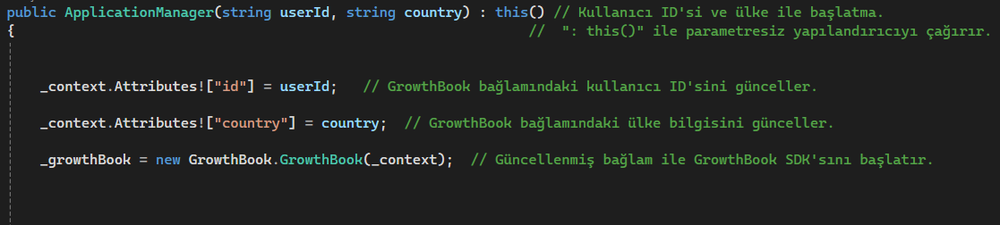 public ApplicationManager(string userId, string country) : this() // Kullanıcı ID'si ve ülke ile başlatma.
{ // ": this()" ile parametresiz yapılandırıcıyı çağırır.
_context.Attributes!["id"] = userId; // GrowthBook bağlamındaki kullanıcı ID'sini günceller.
_context.Attributes!["country"] = country; // GrowthBook bağlamındaki ülke bilgisini günceller.
_growthBook = new GrowthBook.GrowthBook(_context); // Güncellenmiş bağlam ile GrowthBook SDK'sını başlatır.